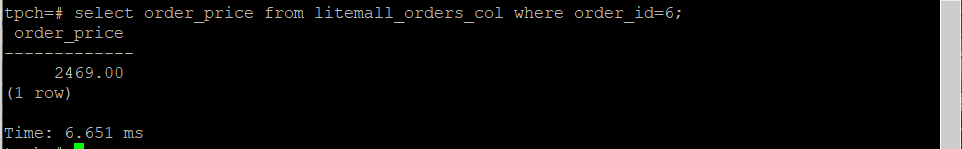 tpch=# select order_price from litemall_orders_col where order_id=6;
order_price
-------------
2469.00
(1 row)
Time: 6.651 ms